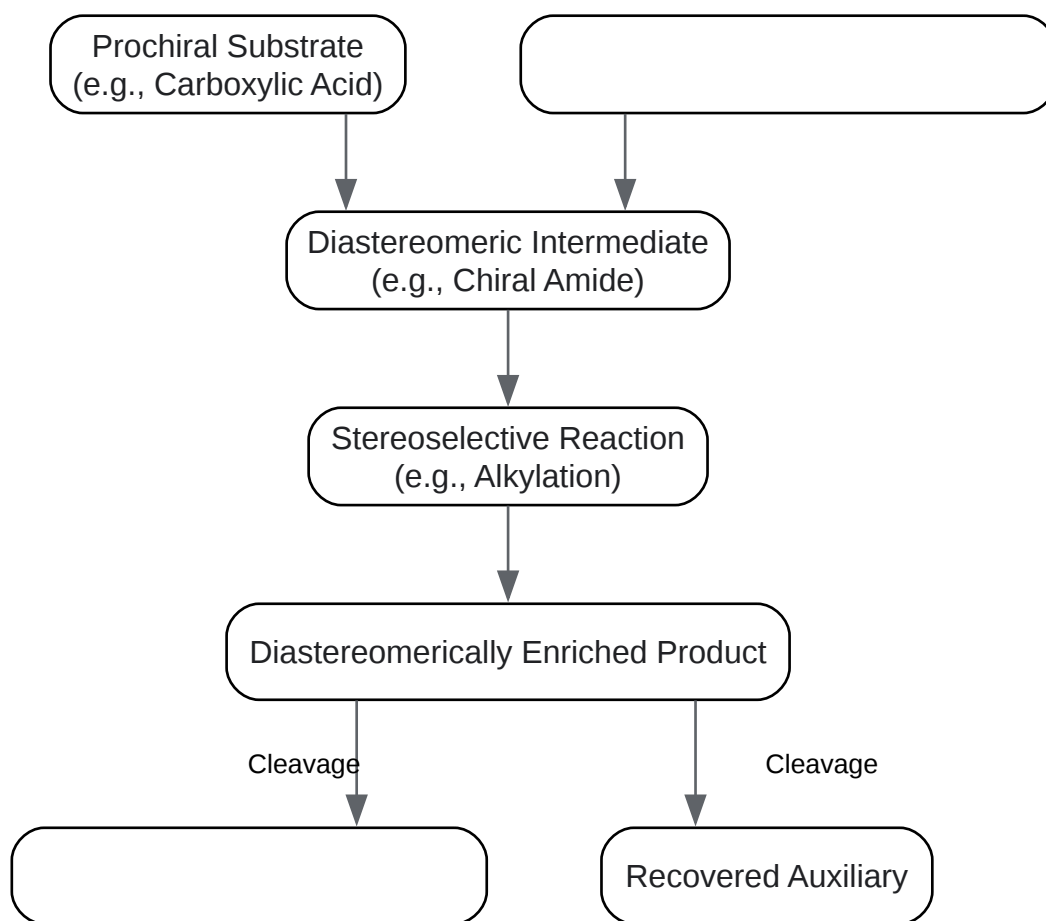 Prochiral Substrate
(e.g., Carboxylic Acid)
Diastereomeric Intermediate
(e.g., Chiral Amide)
Stereoselective Reaction
(e.g., Alkylation)
Diastereomerically Enriched Product
Cleavage
Cleavage
Recovered Auxiliary